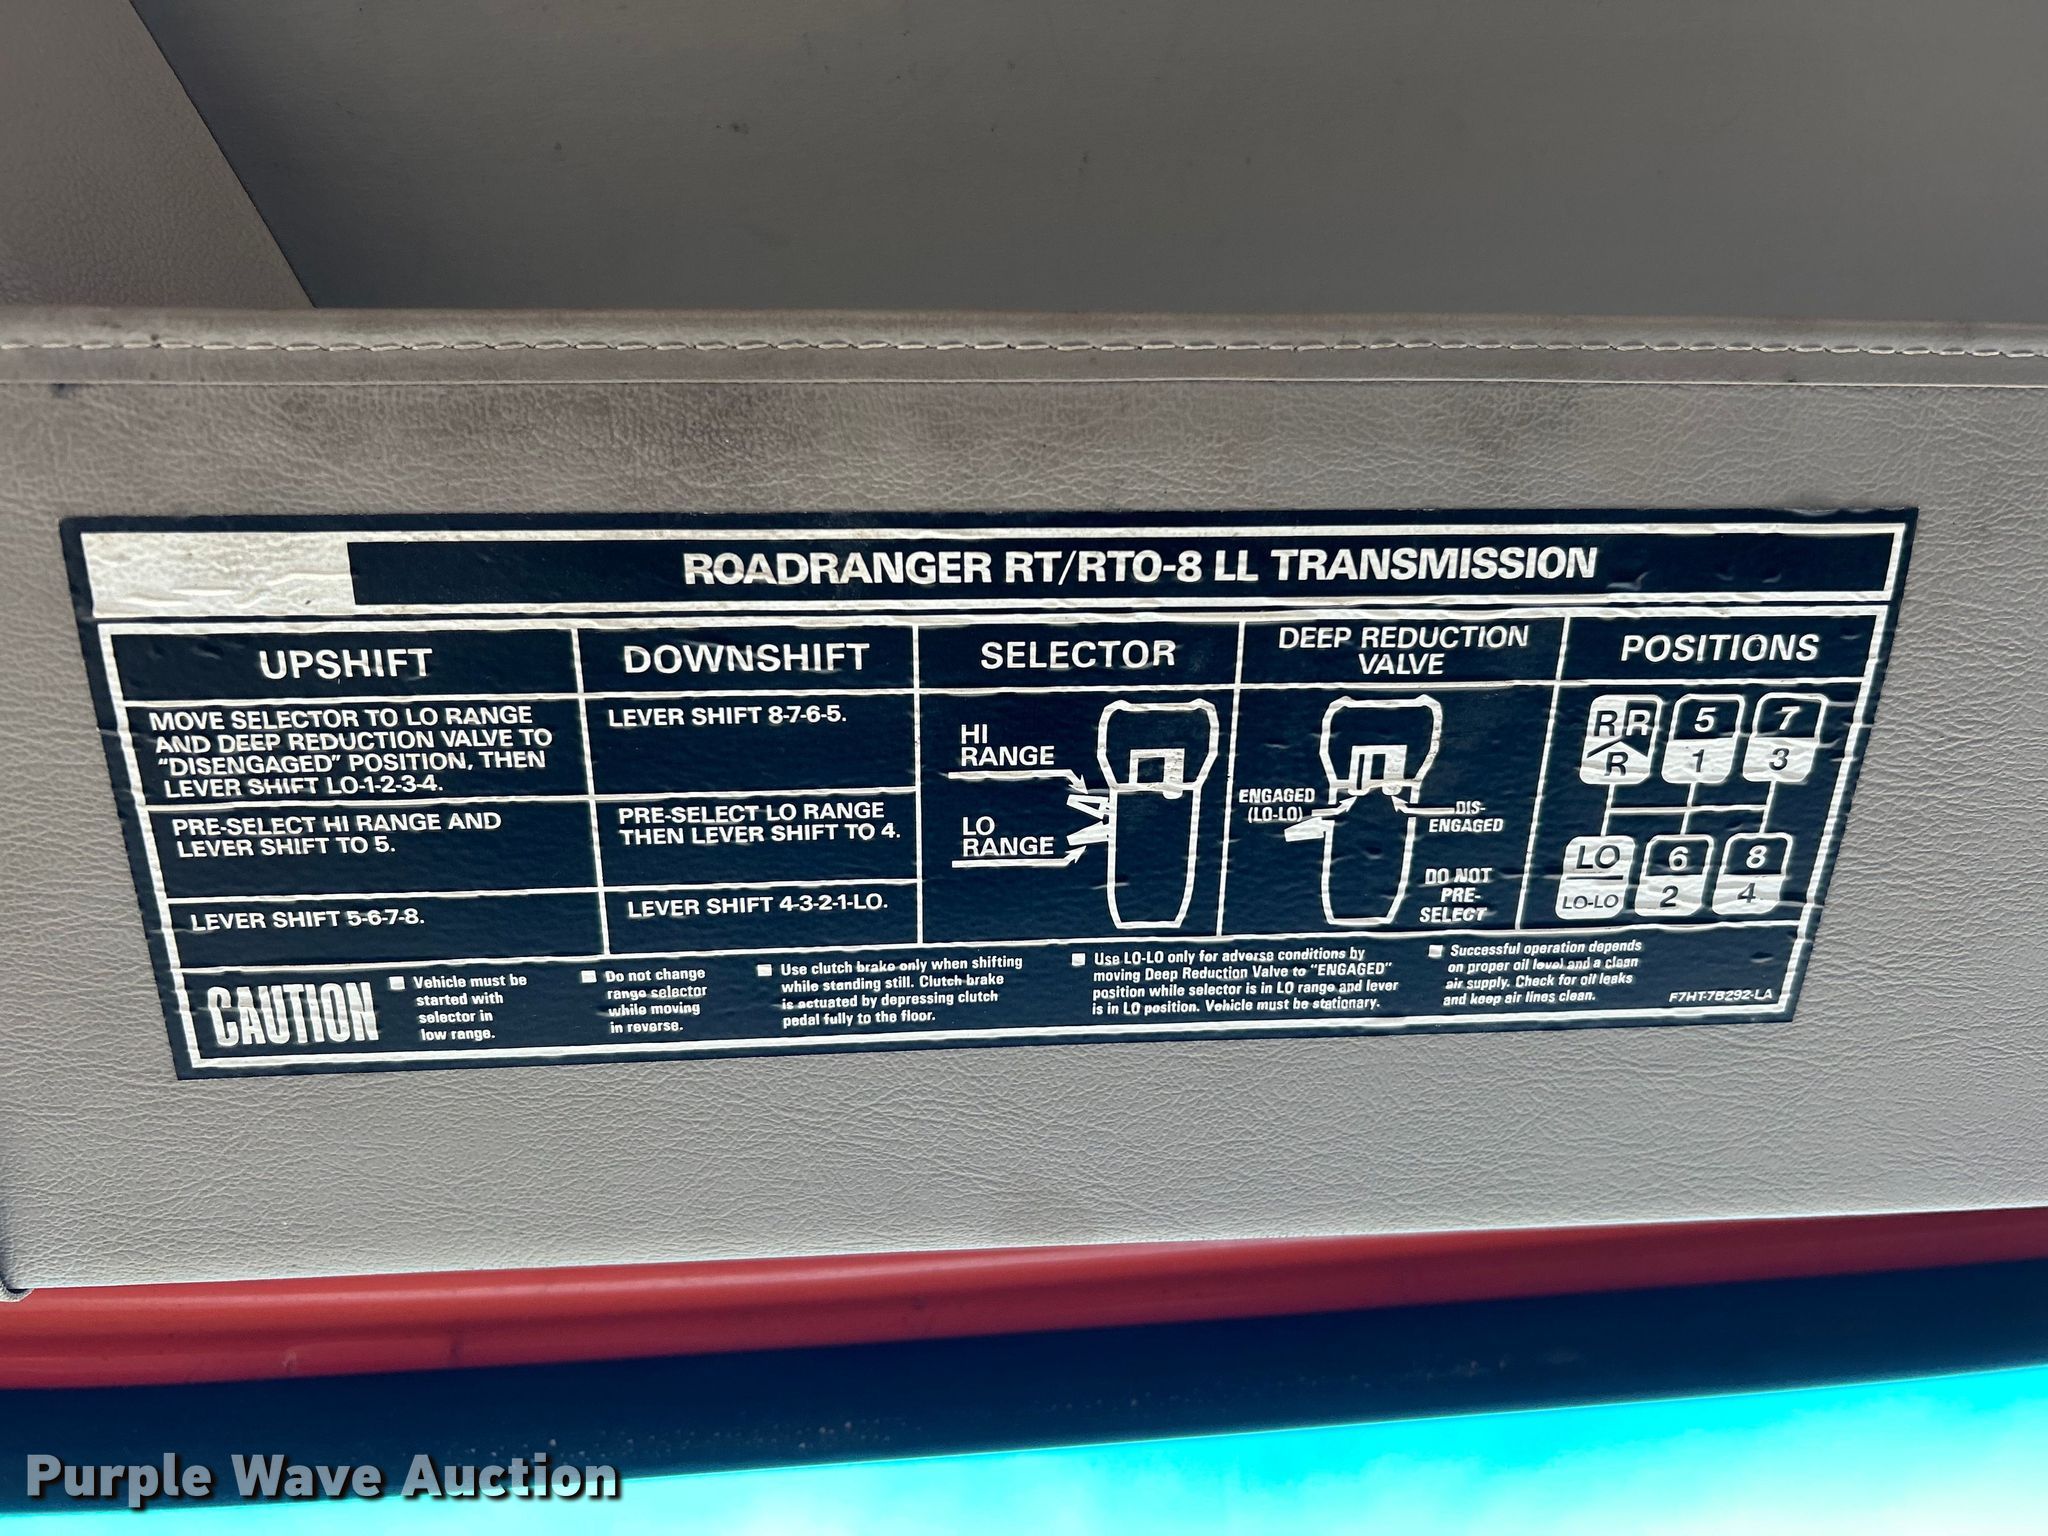 ROADRANGER RT/RTO-8 LL TRANSMISSION
UPSHIFT
MOVE SELECTOR TO LO RANGE
AND DEEP REDUCTION VALVE TO
"DISENGAGED" POSITION, THEN
LEVER SHIFT LO-1-2-3-4.
PRE-SELECT HI RANGE AND
LEVER SHIFT TO 5.
LEVER SHIFT 5-6-7-8.
DOWNSHIFT
LEVER SHIFT 8-7-6-5.
PRE-SELECT LO RANGE
THEN LEVER SHIFT TO 4.
LEVER SHIFT 4-3-2-1-LO.
SELECTOR
HI
RANGE
LO
RANGE
DEEP REDUCTION
VALVE
ENGAGED
(LO-LO)
DIS-
ENGAGED
DO NOT
PRE-
SELECT
POSITIONS
R R 5 7
R 1 3
LO 6 8
LO-LO 2 4
CAUTION
Vehicle must be
started with
selector in
low range.
Do not change
range selector
while moving
in reverse.
Use clutch brake only when shifting
while standing still. Clutch brake
is actuated by depressing clutch
pedal fully to the floor.
Use LO-LO only for adverse conditions by
moving Deep Reduction Valve to "ENGAGED"
position while selector is in LO range and lever
is in LO position. Vehicle must be stationary.
Successful operation depends
on proper oil level and a clean
air supply. Check for oil leaks
and keep air lines clean.
F7HT-7B292-LA
Purple Wave Auction